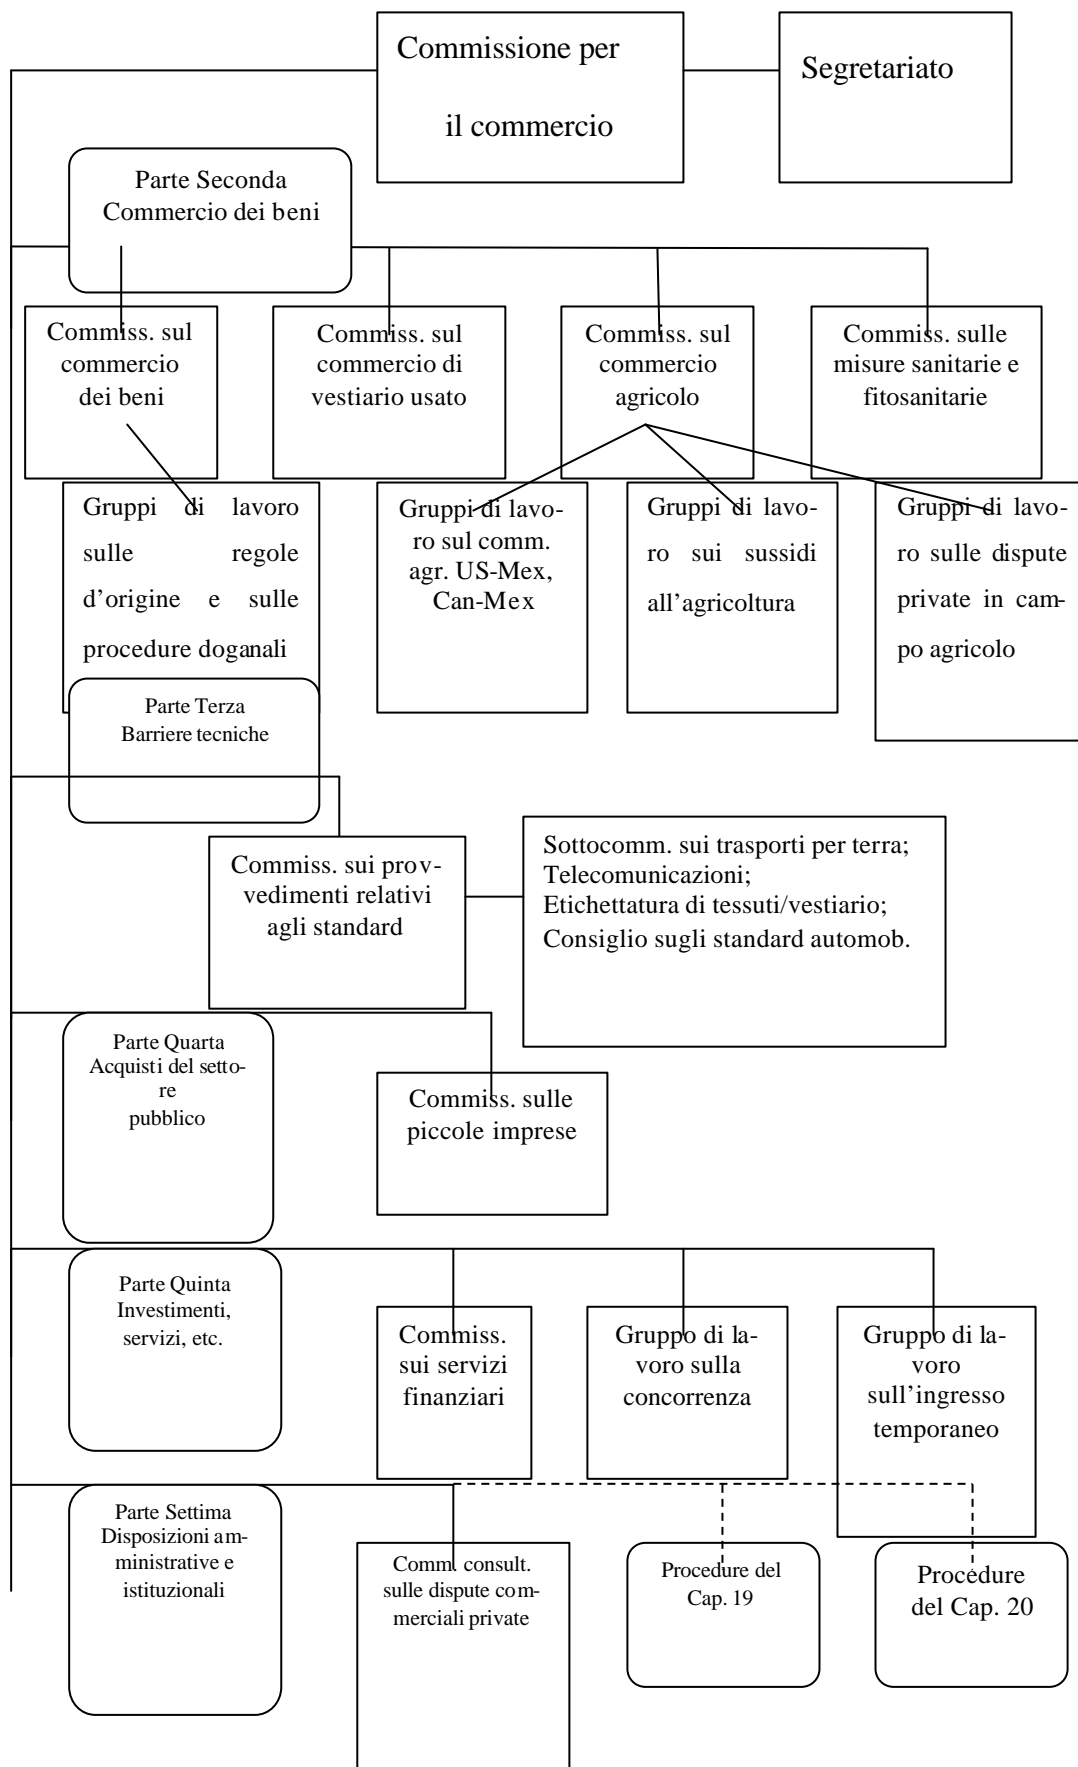 Commissione per
il commercio
Segretariato
Parte Seconda
Commercio dei beni
Commiss. sul
commercio
dei beni
Commiss. sul
commercio di
vestiario usato
Commiss. sul
commercio
agricolo
Commiss. sulle
misure sanitarie e
fitosanitarie
Gruppi di lavoro
sulle regole
d’origine e sulle
procedure doganali
Gruppi di lavo-
ro sul comm.
agr. US-Mex,
Can-Mex
Gruppi di lavo-
ro sui sussidi
all’agricoltura
Gruppi di lavo-
ro sulle dispute
private in cam-
po agricolo
Parte Terza
Barriere tecniche
Commiss. sui prov-
vedimenti relativi
agli standard
Sottocomm. sui trasporti per terra;
Telecomunicazioni;
Etichettatura di tessuti/vestiario;
Consiglio sugli standard automob.
Parte Quarta
Acquisti del setto-
re
pubblico
Commiss. sulle
piccole imprese
Parte Quinta
Investimenti,
servizi, etc.
Commiss.
sui servizi
finanziari
Gruppo di la-
voro sulla
concorrenza
Gruppo di la-
voro
sull’ingresso
temporaneo
Parte Settima
Disposizioni am-
ministrative e
istituzionali
Comm. consult.
sulle dispute com-
merciali private
Procedure del
Cap. 19
Procedure
del Cap. 20